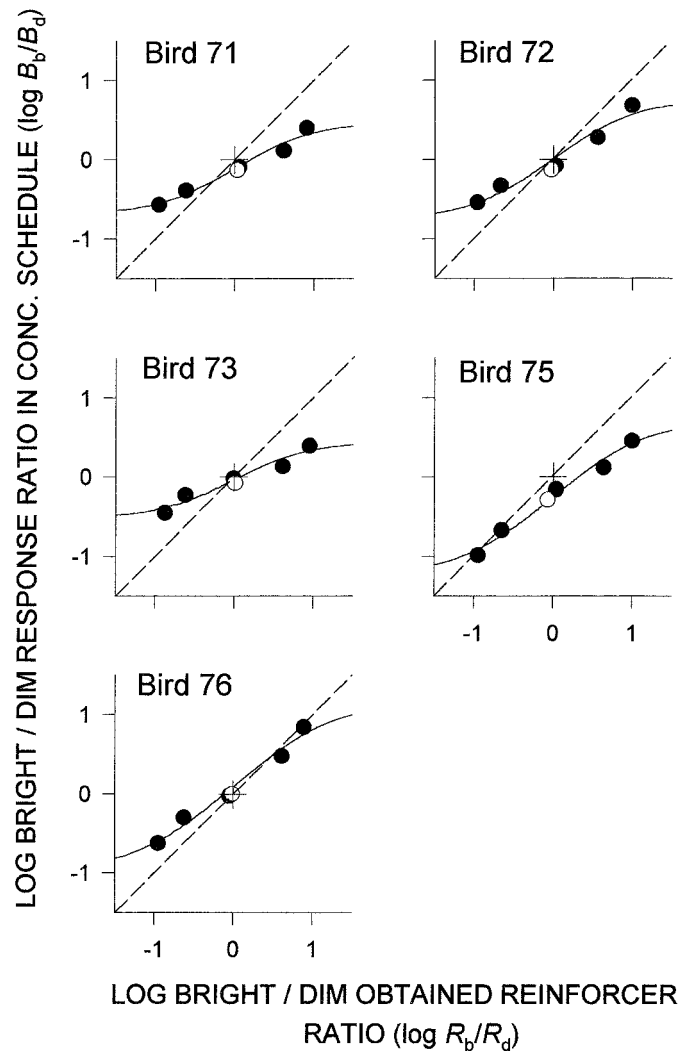 LOG BRIGHT / DIM RESPONSE RATIO IN CONC. SCHEDULE (log Bb/Bd)
Bird 71
1
0
-1
Bird 72
Bird 73
1
0
-1
Bird 75
-1 0 1
Bird 76
1
0
-1
-1 0 1
LOG BRIGHT / DIM OBTAINED REINFORCER
RATIO (log Rb/Rd)